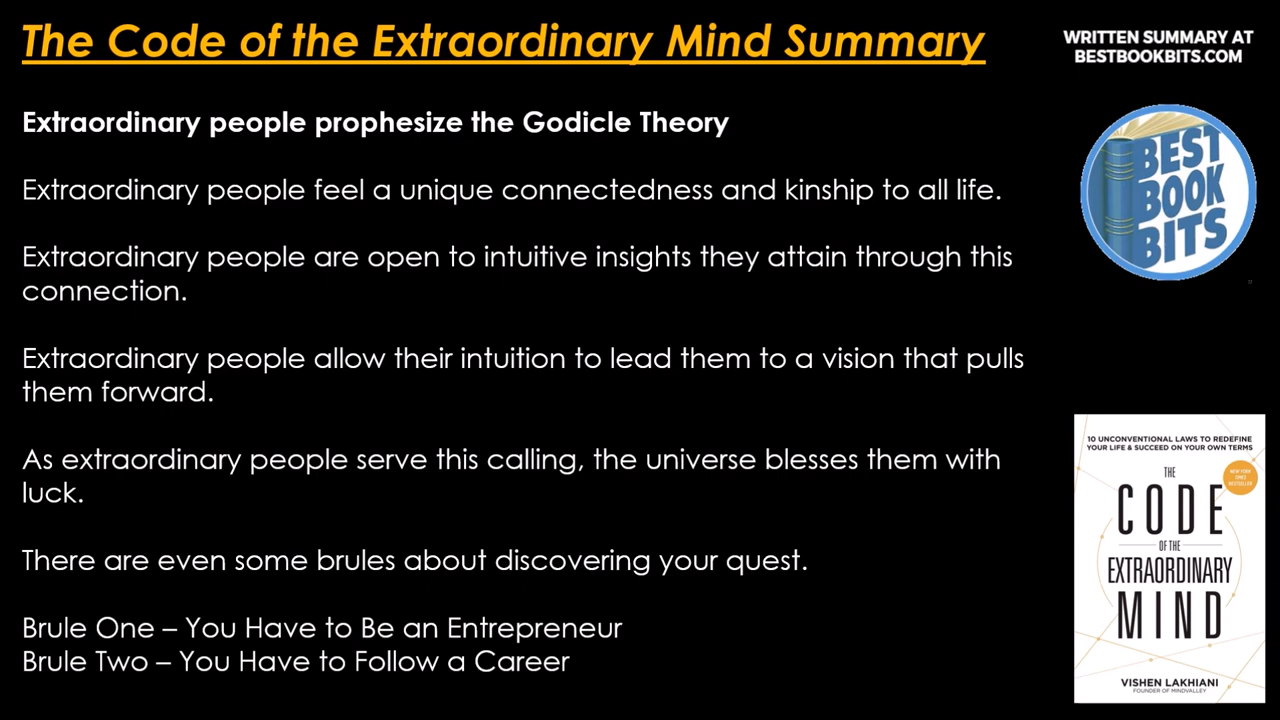 The Code of the Extraordinary Mind Summary
WRITTEN SUMMARY AT
BESTBOOKBITS.COM
Extraordinary people prophesize the Godicle Theory
Extraordinary people feel a unique connectedness and kinship to all life.
Extraordinary people are open to intuitive insights they attain through this
connection.
Extraordinary people allow their intuition to lead them to a vision that pulls
them forward.
As extraordinary people serve this calling, the universe blesses them with
luck.
There are even some brules about discovering your quest.
Brule One – You Have to Be an Entrepreneur
Brule Two – You Have to Follow a Career
BEST
BOOK
BITS
10 UNCONVENTIONAL LAWS TO REDEFINE
YOUR LIFE & SUCCEED ON YOUR OWN TERMS
NEW YORK
TIMES
BESTSELLER
THE
CODE
OF THE
EXTRAORDINARY
MIND
VISHEN LAKHIANI
FOUNDER OF MINDVALLEY